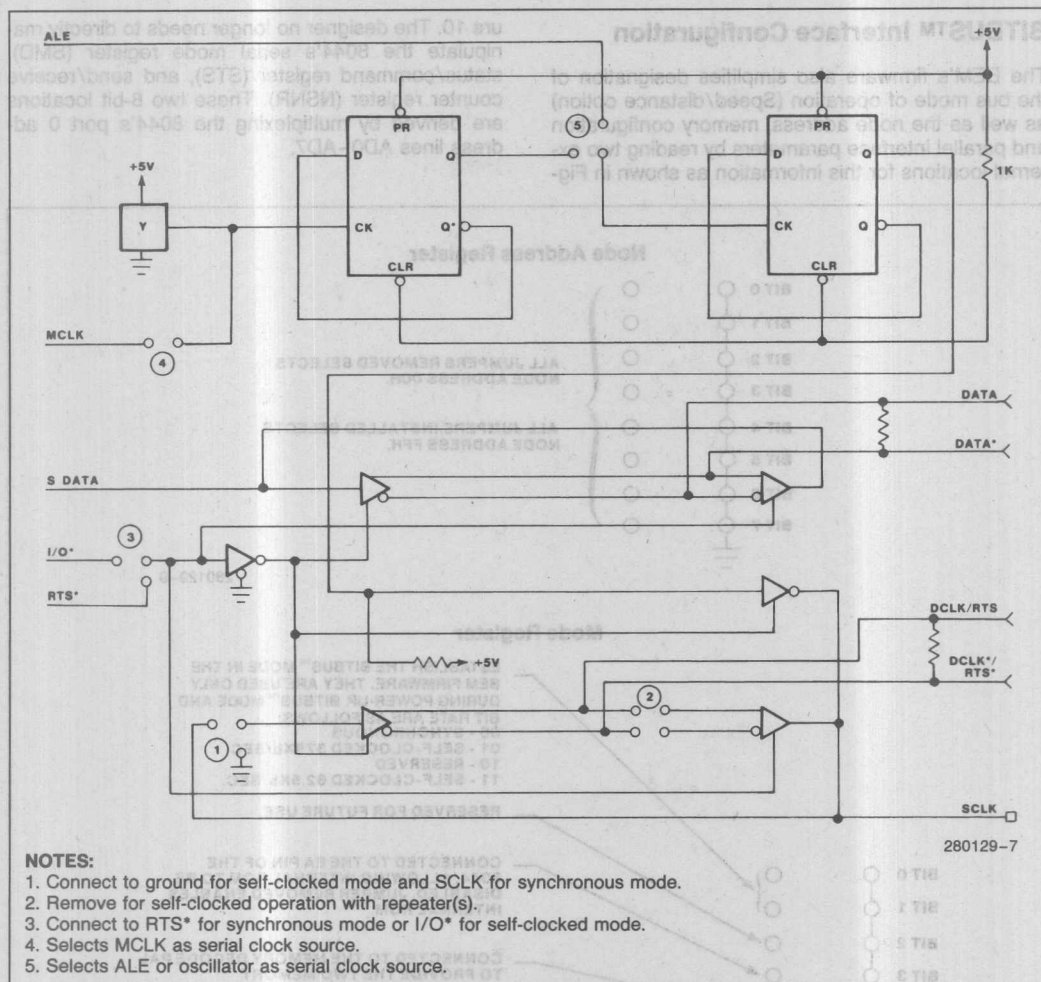 ALE
+5V
PR
PR
5
D
Q
D
Q
1K
+5V
Y
CK
Q*
CK
Q
CLR
CLR
MCLK
4
DATA
DATA*
S DATA
3
I/O*
RTS*
DCLK/RTS
+5V
DCLK*/
RTS*
2
1
SCLK
280129-7
NOTES:
1. Connect to ground for self-clocked mode and SCLK for synchronous mode.
2. Remove for self-clocked operation with repeater(s).
3. Connect to RTS* for synchronous mode or I/O* for self-clocked mode.
4. Selects MCLK as serial clock source.
5. Selects ALE or oscillator as serial clock source.